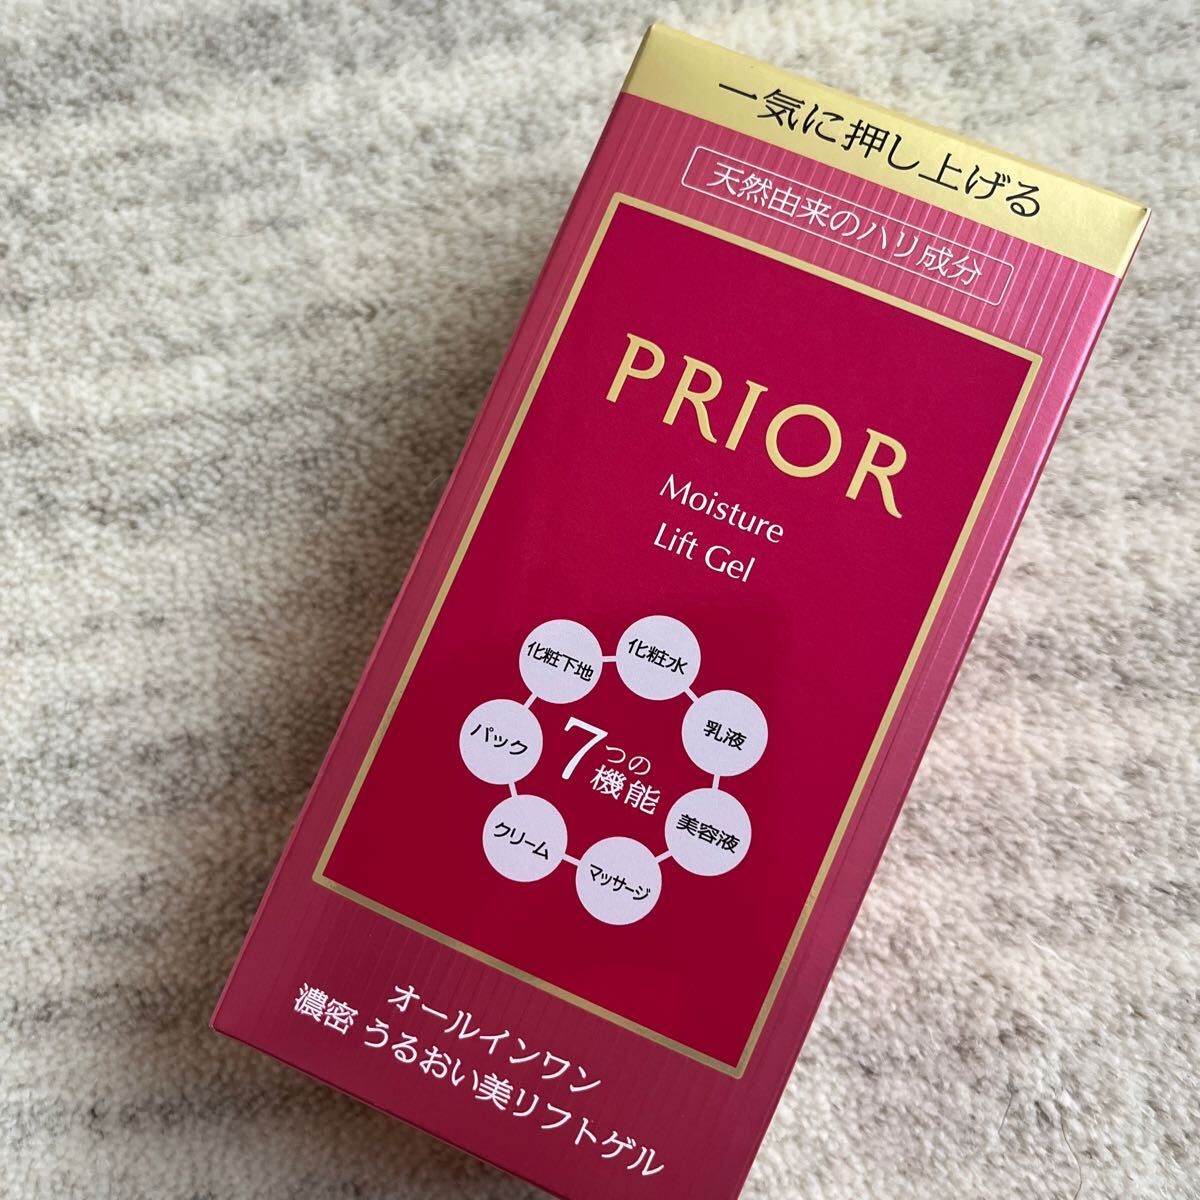 一気に押し上げる
天然由来のハリ成分
PRIOR
Moisture
Lift Gel
化粧水
乳液
美容液
マッサージ
クリーム
パック
化粧下地
7つの
機能
オールインワン
濃密 うるおい美リフトゲル